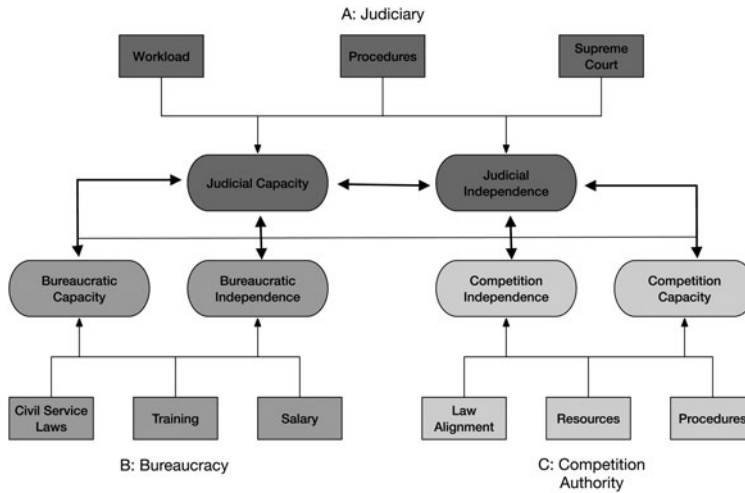 A: Judiciary
Workload
Procedures
Supreme
Court
Judicial Capacity
Judicial
Independence
Bureaucratic
Capacity
Bureaucratic
Independence
Competition
Independence
Competition
Capacity
Civil Service
Laws
Training
Salary
Law
Alignment
Resources
Procedures
B: Bureaucracy
C: Competition
Authority